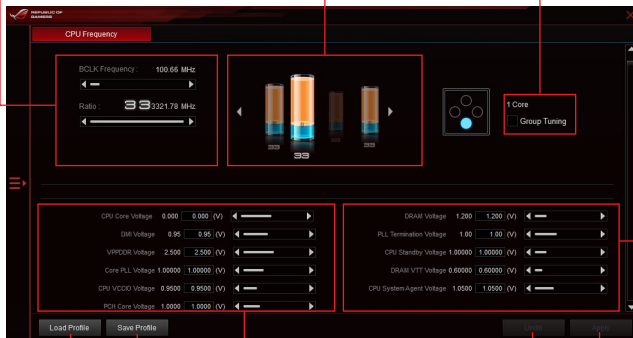 REPUBLIC OF
GAMERS
CPU Frequency
BCLK Frequency : 100.66 MHz
Ratio : 33 3321.78 MHz
33
33
33
1 Core
Group Tuning
CPU Core Voltage 0.000 0.000 (V)
DMI Voltage 0.95 0.95 (V)
VPPDDR Voltage 2.500 2.500 (V)
Core PLL Voltage 1.00000 1.00000 (V)
CPU VCCIO Voltage 0.9500 0.9500 (V)
PCH Core Voltage 1.0000 1.0000 (V)
DRAM Voltage 1.200 1.200 (V)
PLL Termination Voltage 1.00 1.00 (V)
CPU Standby Voltage 1.00000 1.00000 (V)
DRAM VTT Voltage 0.60000 0.60000 (V)
CPU System Agent Voltage 1.0500 1.0500 (V)
Load Profile
Save Profile
Undo
Apply